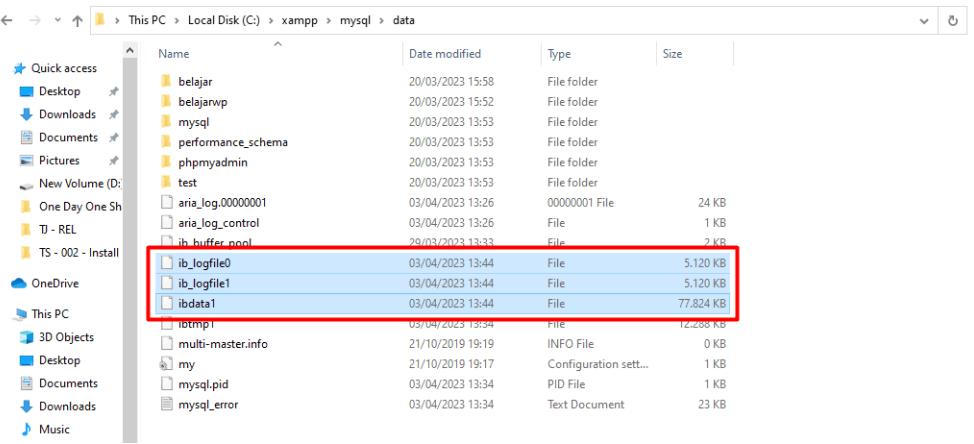 This PC > Local Disk (C:) > xampp > mysql > data
Name Date modified Type Size
Quick access
Desktop
Downloads
Documents
Pictures
New Volume (D:
One Day One Sh
TJ - REL
TS - 002 - Install
OneDrive
This PC
3D Objects
Desktop
Documents
Downloads
Music
belajar 20/03/2023 15:58 File folder
belajarwp 20/03/2023 15:52 File folder
mysql 20/03/2023 13:53 File folder
performance_schema 20/03/2023 13:53 File folder
phpmyadmin 20/03/2023 13:53 File folder
test 20/03/2023 13:53 File folder
aria_log.00000001 03/04/2023 13:26 00000001 File 24 KB
aria_log_control 03/04/2023 13:26 File 1 KB
ib_buffer_pool 29/03/2023 13:33 File 2 KB
ib_logfile0 03/04/2023 13:44 File 5.120 KB
ib_logfile1 03/04/2023 13:44 File 5.120 KB
ibdata1 03/04/2023 13:44 File 77.824 KB
ibtmp1 03/04/2023 13:34 File 12.288 KB
multi-master.info 21/10/2019 19:19 INFO File 0 KB
my 21/10/2019 19:17 Configuration sett... 1 KB
mysql.pid 03/04/2023 13:34 PID File 1 KB
mysql_error 03/04/2023 13:34 Text Document 23 KB